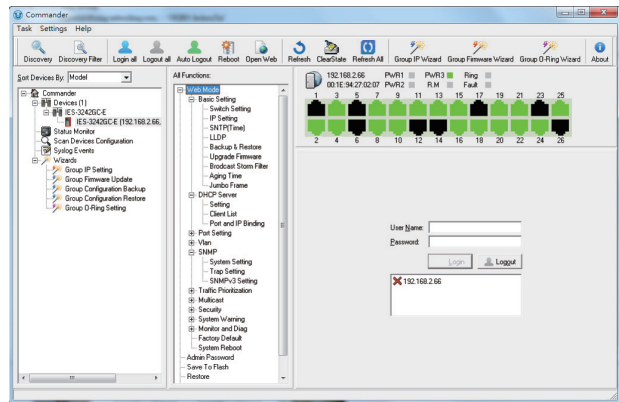 Commander
Task Settings Help
Discovery Discovery Filter Login all Logout all Auto Logout Reboot Open Web Refresh ClearState Refresh All Group IP Wizard Group Firmware Wizard Group O-Ring Wizard About
Sort Devices By: Model
Commander
Devices (1)
IES-3242GC-E
IES-3242GC-E (192.168.2.66,
Status Monitor
Scan Devices Configuration
Syslog Events
Wizards
Group IP Setting
Group Firmware Update
Group Configuration Backup
Group Configuration Restore
Group O-Ring Setting
All Functions:
Web Mode
Basic Setting
Switch Setting
IP Setting
SNTP(Time)
LLDP
Backup & Restore
Upgrade Firmware
Brodcast Storm Filter
Aging Time
Jumbo Frame
DHCP Server
Setting
Client List
Port and IP Binding
Port Setting
Vlan
SNMP
System Setting
Trap Setting
SNMPv3 Setting
Traffic Prioritization
Multicast
Security
System Warning
Monitor and Diag
Factory Default
System Reboot
Admin Password
Save To Flash
Restore
192.168.2.66 PWR1 PWR3 Ring
00:1E:94:27:02:07 PWR2 R.M Fault
1 3 5 7 9 11 13 15 17 19 21 23 25
2 4 6 8 10 12 14 16 18 20 22 24 26
User Name:
Password:
Login Logout
192.168.2.66